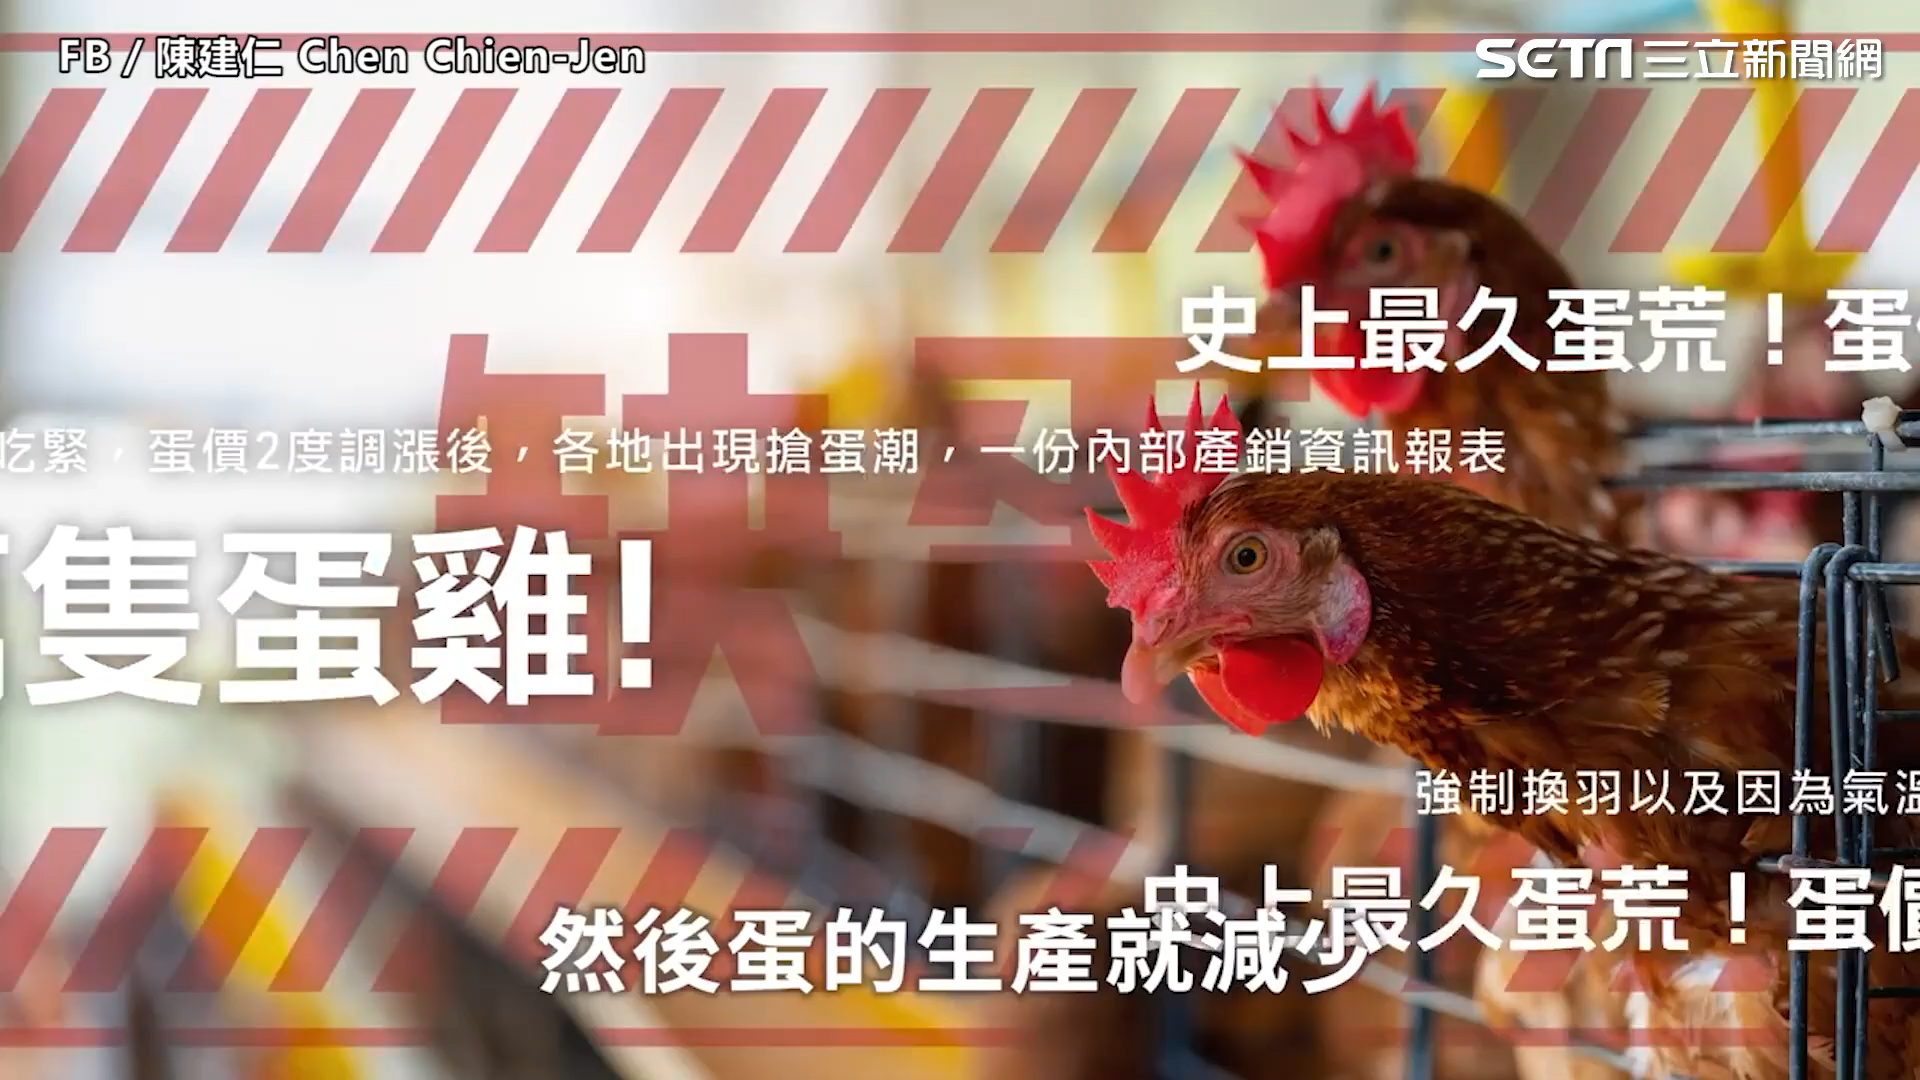 FB / 陳建仁 Chen Chien-Jen
SETN三立新聞網
史上最久蛋荒！蛋
缺蛋
吃緊，蛋價2度調漲後，各地出現搶蛋潮，一份內部產銷資訊報表
隻蛋雞!
強制換羽以及因為氣溫
史上最久蛋荒！蛋價
然後蛋的生產就減少